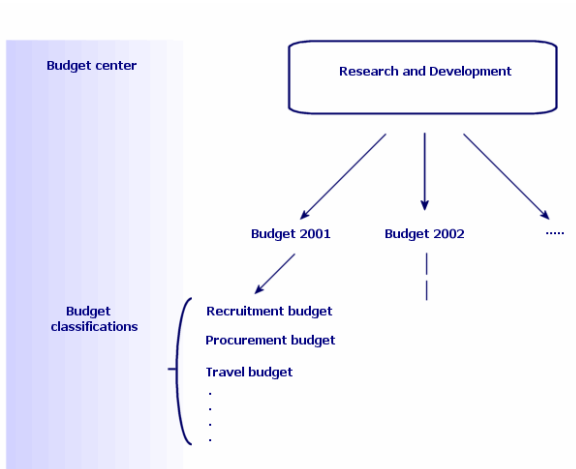 Budget center
Research and Development
Budget 2001
Budget 2002
.....
Budget
classifications
Recruitment budget
Procurement budget
Travel budget
.
.
.
.